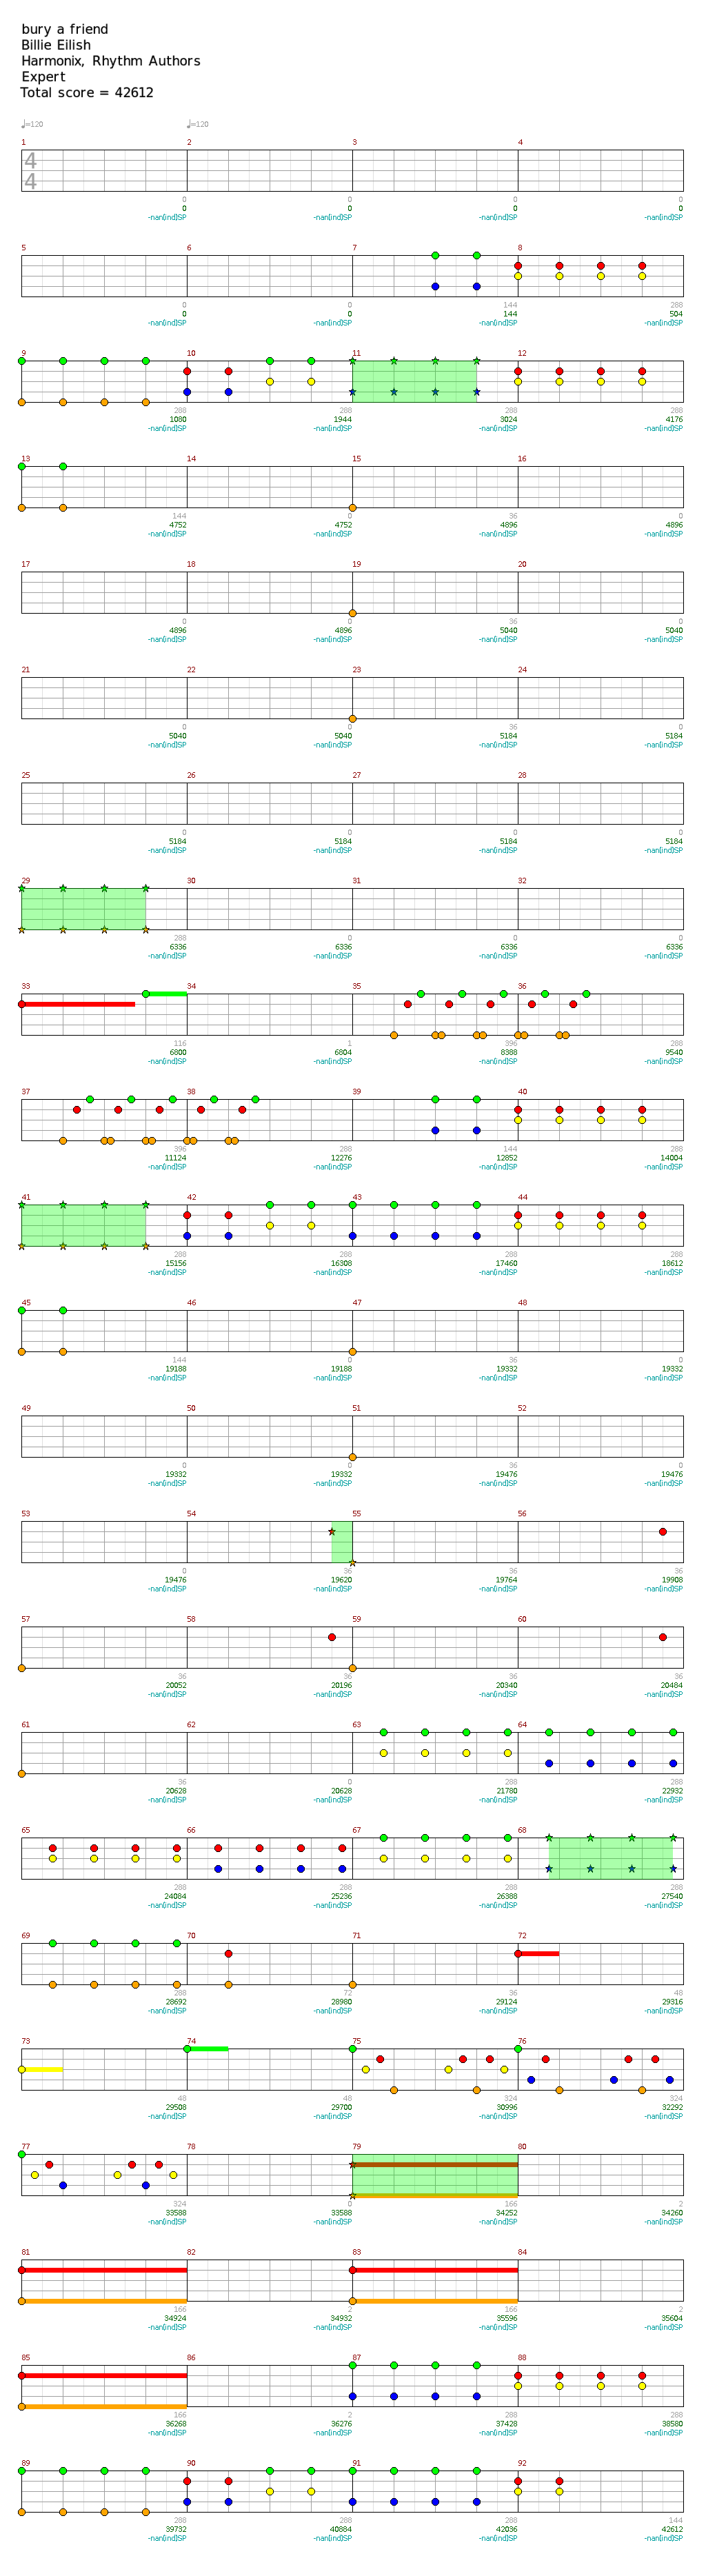 bury a friend
Billie Eilish
Harmonix, Rhythm Authors
Expert
Total score = 42612
♩=120 ♩=120
1 2 3 4
4
4
0 0 0 0
0 0 0 0
-nan(ind)SP -nan(ind)SP -nan(ind)SP -nan(ind)SP
5 6 7 8
0 0 144 288
0 0 144 504
-nan(ind)SP -nan(ind)SP -nan(ind)SP -nan(ind)SP
9 10 11 12
288 288 288 288
1080 1944 3024 4176
-nan(ind)SP -nan(ind)SP -nan(ind)SP -nan(ind)SP
13 14 15 16
144 0 36 0
4752 4752 4896 4896
-nan(ind)SP -nan(ind)SP -nan(ind)SP -nan(ind)SP
17 18 19 20
0 0 36 0
4896 4896 5040 5040
-nan(ind)SP -nan(ind)SP -nan(ind)SP -nan(ind)SP
21 22 23 24
0 0 36 0
5040 5040 5184 5184
-nan(ind)SP -nan(ind)SP -nan(ind)SP -nan(ind)SP
25 26 27 28
0 0 0 0
5184 5184 5184 5184
-nan(ind)SP -nan(ind)SP -nan(ind)SP -nan(ind)SP
29 30 31 32
288 0 0 0
6336 6336 6336 6336
-nan(ind)SP -nan(ind)SP -nan(ind)SP -nan(ind)SP
33 34 35 36
116 1 396 288
6800 6804 8388 9540
-nan(ind)SP -nan(ind)SP -nan(ind)SP -nan(ind)SP
37 38 39 40
396 288 144 288
11124 12276 12852 14004
-nan(ind)SP -nan(ind)SP -nan(ind)SP -nan(ind)SP
41 42 43 44
288 288 288 288
15156 16308 17460 18612
-nan(ind)SP -nan(ind)SP -nan(ind)SP -nan(ind)SP
45 46 47 48
144 0 36 0
19188 19188 19332 19332
-nan(ind)SP -nan(ind)SP -nan(ind)SP -nan(ind)SP
49 50 51 52
0 0 36 0
19332 19332 19476 19476
-nan(ind)SP -nan(ind)SP -nan(ind)SP -nan(ind)SP
53 54 55 56
0 36 36 36
19476 19620 19764 19908
-nan(ind)SP -nan(ind)SP -nan(ind)SP -nan(ind)SP
57 58 59 60
36 36 36 36
20052 20196 20340 20484
-nan(ind)SP -nan(ind)SP -nan(ind)SP -nan(ind)SP
61 62 63 64
36 0 288 288
20628 20628 21780 22932
-nan(ind)SP -nan(ind)SP -nan(ind)SP -nan(ind)SP
65 66 67 68
288 288 288 288
24084 25236 26388 27540
-nan(ind)SP -nan(ind)SP -nan(ind)SP -nan(ind)SP
69 70 71 72
288 72 36 48
28692 28980 29124 29316
-nan(ind)SP -nan(ind)SP -nan(ind)SP -nan(ind)SP
73 74 75 76
48 48 324 324
29508 29700 30996 32292
-nan(ind)SP -nan(ind)SP -nan(ind)SP -nan(ind)SP
77 78 79 80
324 0 166 2
33588 33588 34252 34260
-nan(ind)SP -nan(ind)SP -nan(ind)SP -nan(ind)SP
81 82 83 84
166 2 166 2
34924 34932 35596 35604
-nan(ind)SP -nan(ind)SP -nan(ind)SP -nan(ind)SP
85 86 87 88
166 2 288 288
36268 36276 37428 38580
-nan(ind)SP -nan(ind)SP -nan(ind)SP -nan(ind)SP
89 90 91 92
288 288 288 144
39732 40884 42036 42612
-nan(ind)SP -nan(ind)SP -nan(ind)SP -nan(ind)SP